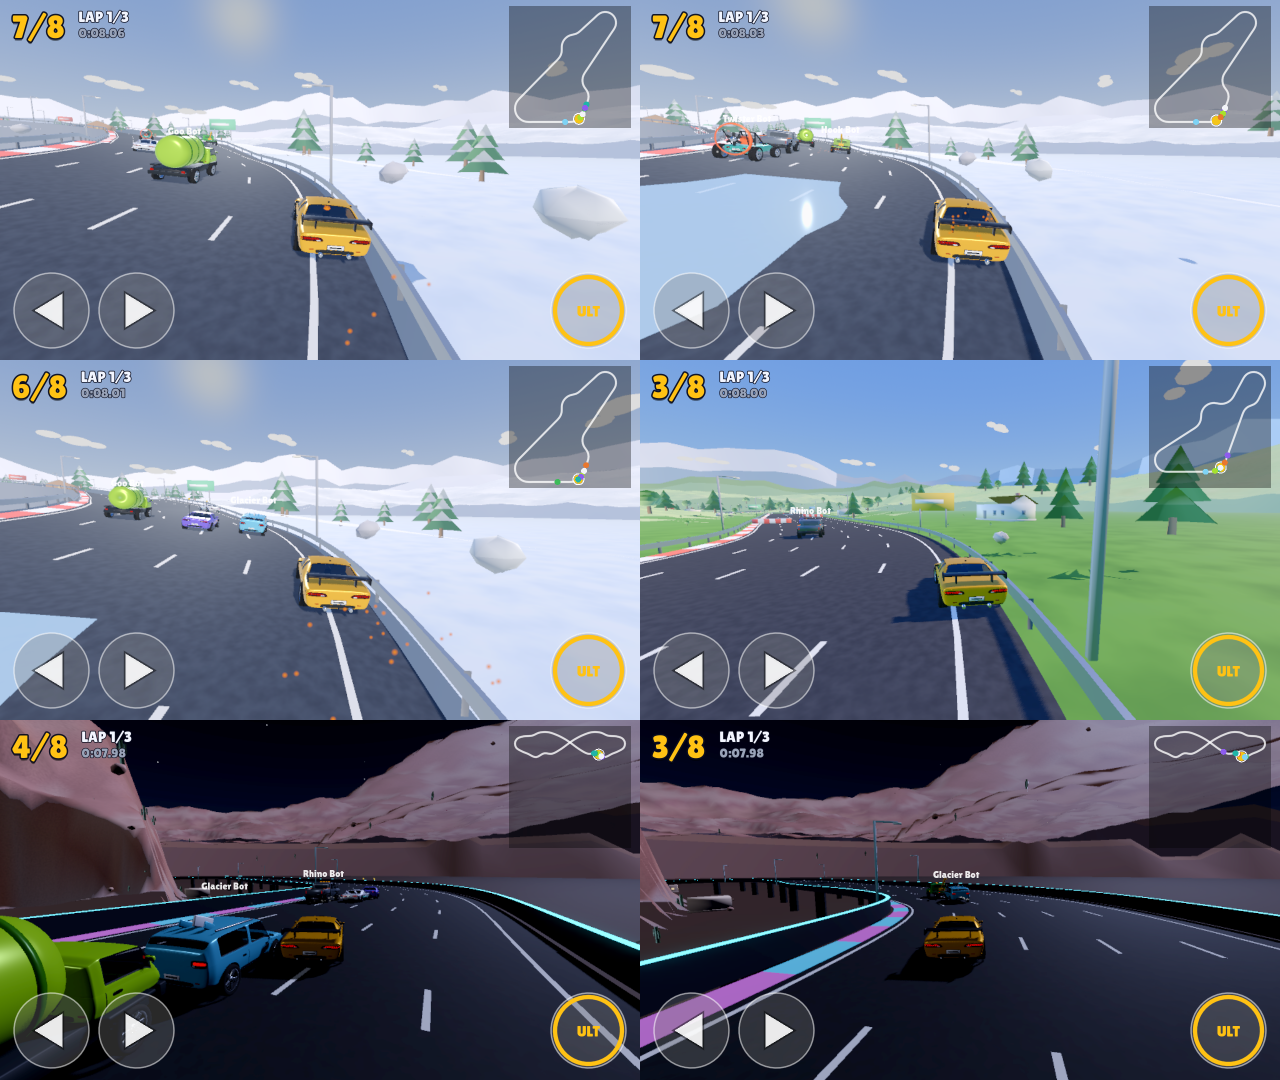 7/8 LAP 1/3
0:08.06
Goo Bot
ULT
7/8 LAP 1/3
0:08.03
ULT
6/8 LAP 1/3
0:08.01
Glacier Bot
ULT
3/8 LAP 1/3
0:08.00
Rhino Bot
ULT
4/8 LAP 1/3
0:07.98
Rhino Bot
Glacier Bot
ULT
3/8 LAP 1/3
0:07.98
Glacier Bot
ULT